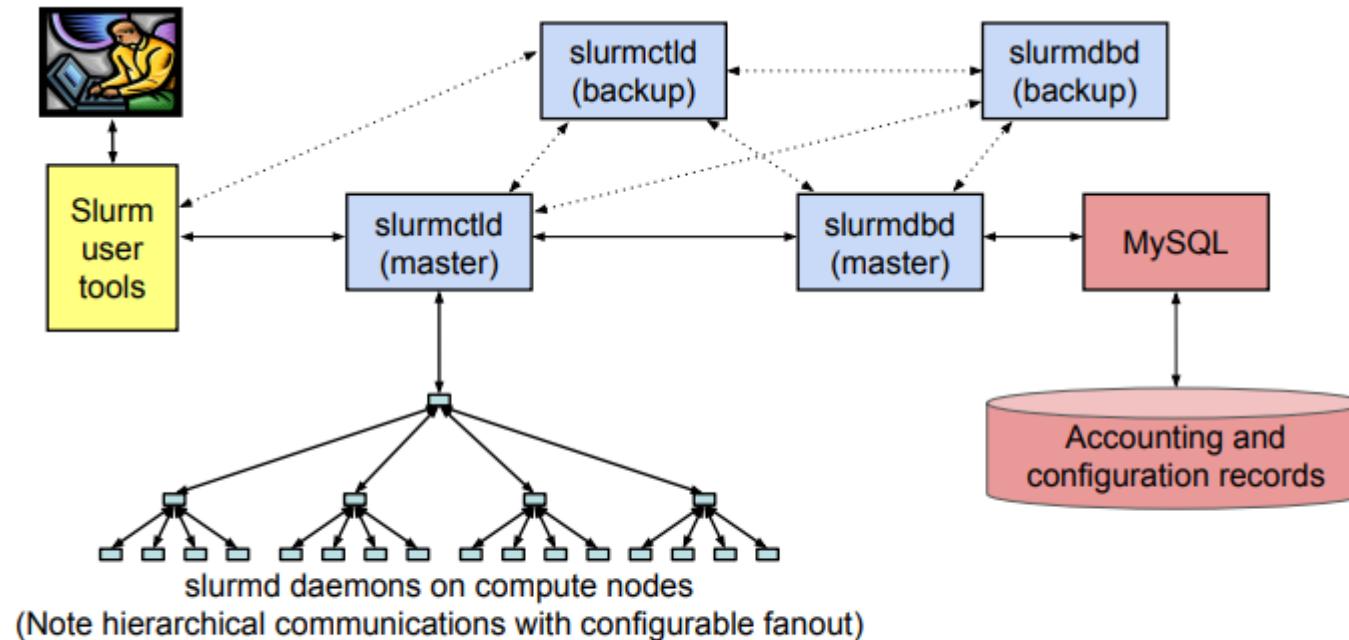 slurmctld
(backup)
slurmdbd
(backup)
Slurm
user
tools
slurmctld
(master)
slurmdbd
(master)
MySQL
Accounting and
configuration records
slurmd daemons on compute nodes
(Note hierarchical communications with configurable fanout)